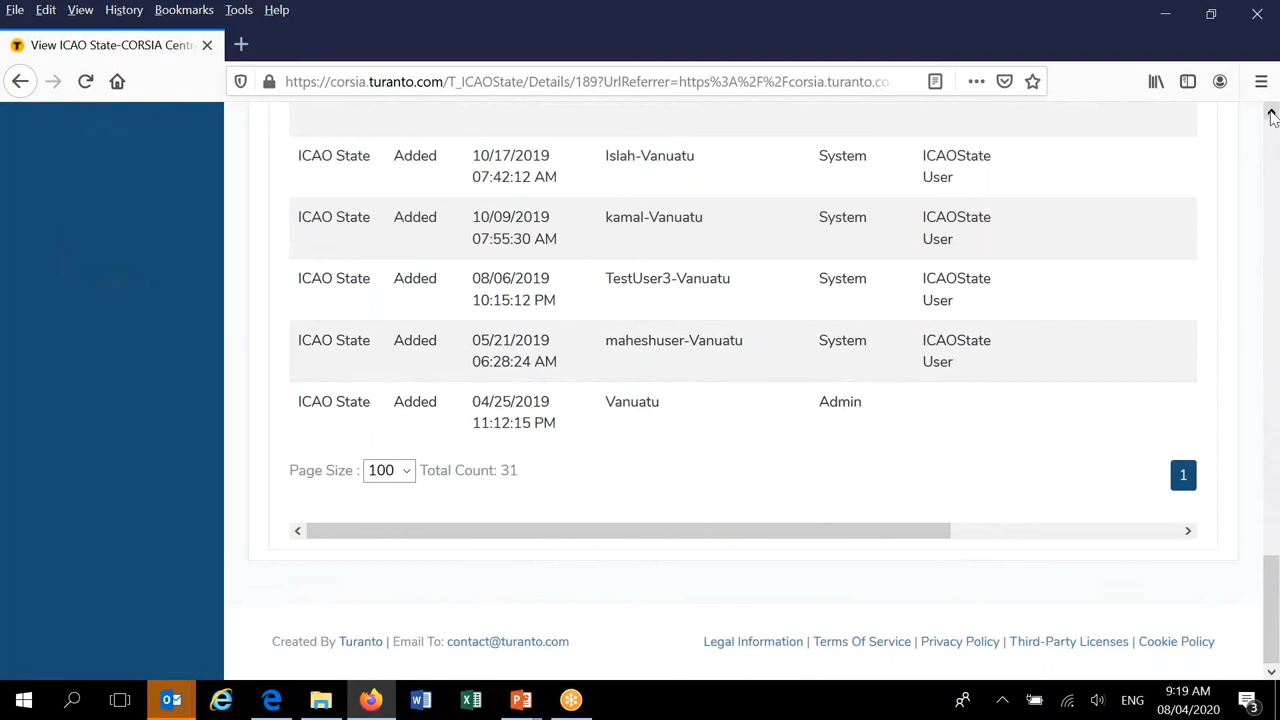 File Edit View History Bookmarks Tools Help
View ICAO State-CORSIA Centr
https://corsia.turanto.com/T_ICAOState/Details/189?UrlReferrer=https%3A%2F%2Fcorsia.turanto.co
ICAO State Added 10/17/2019 Islah-Vanuatu System ICAOState
07:42:12 AM User
ICAO State Added 10/09/2019 kamal-Vanuatu System ICAOState
07:55:30 AM User
ICAO State Added 08/06/2019 TestUser3-Vanuatu System ICAOState
10:15:12 PM User
ICAO State Added 05/21/2019 maheshuser-Vanuatu System ICAOState
06:28:24 AM User
ICAO State Added 04/25/2019 Vanuatu Admin
11:12:15 PM
Page Size : 100 Total Count: 31 1
Created By Turanto | Email To: contact@turanto.com Legal Information | Terms Of Service | Privacy Policy | Third-Party Licenses | Cookie Policy
ENG 9:19 AM
08/04/2020 3